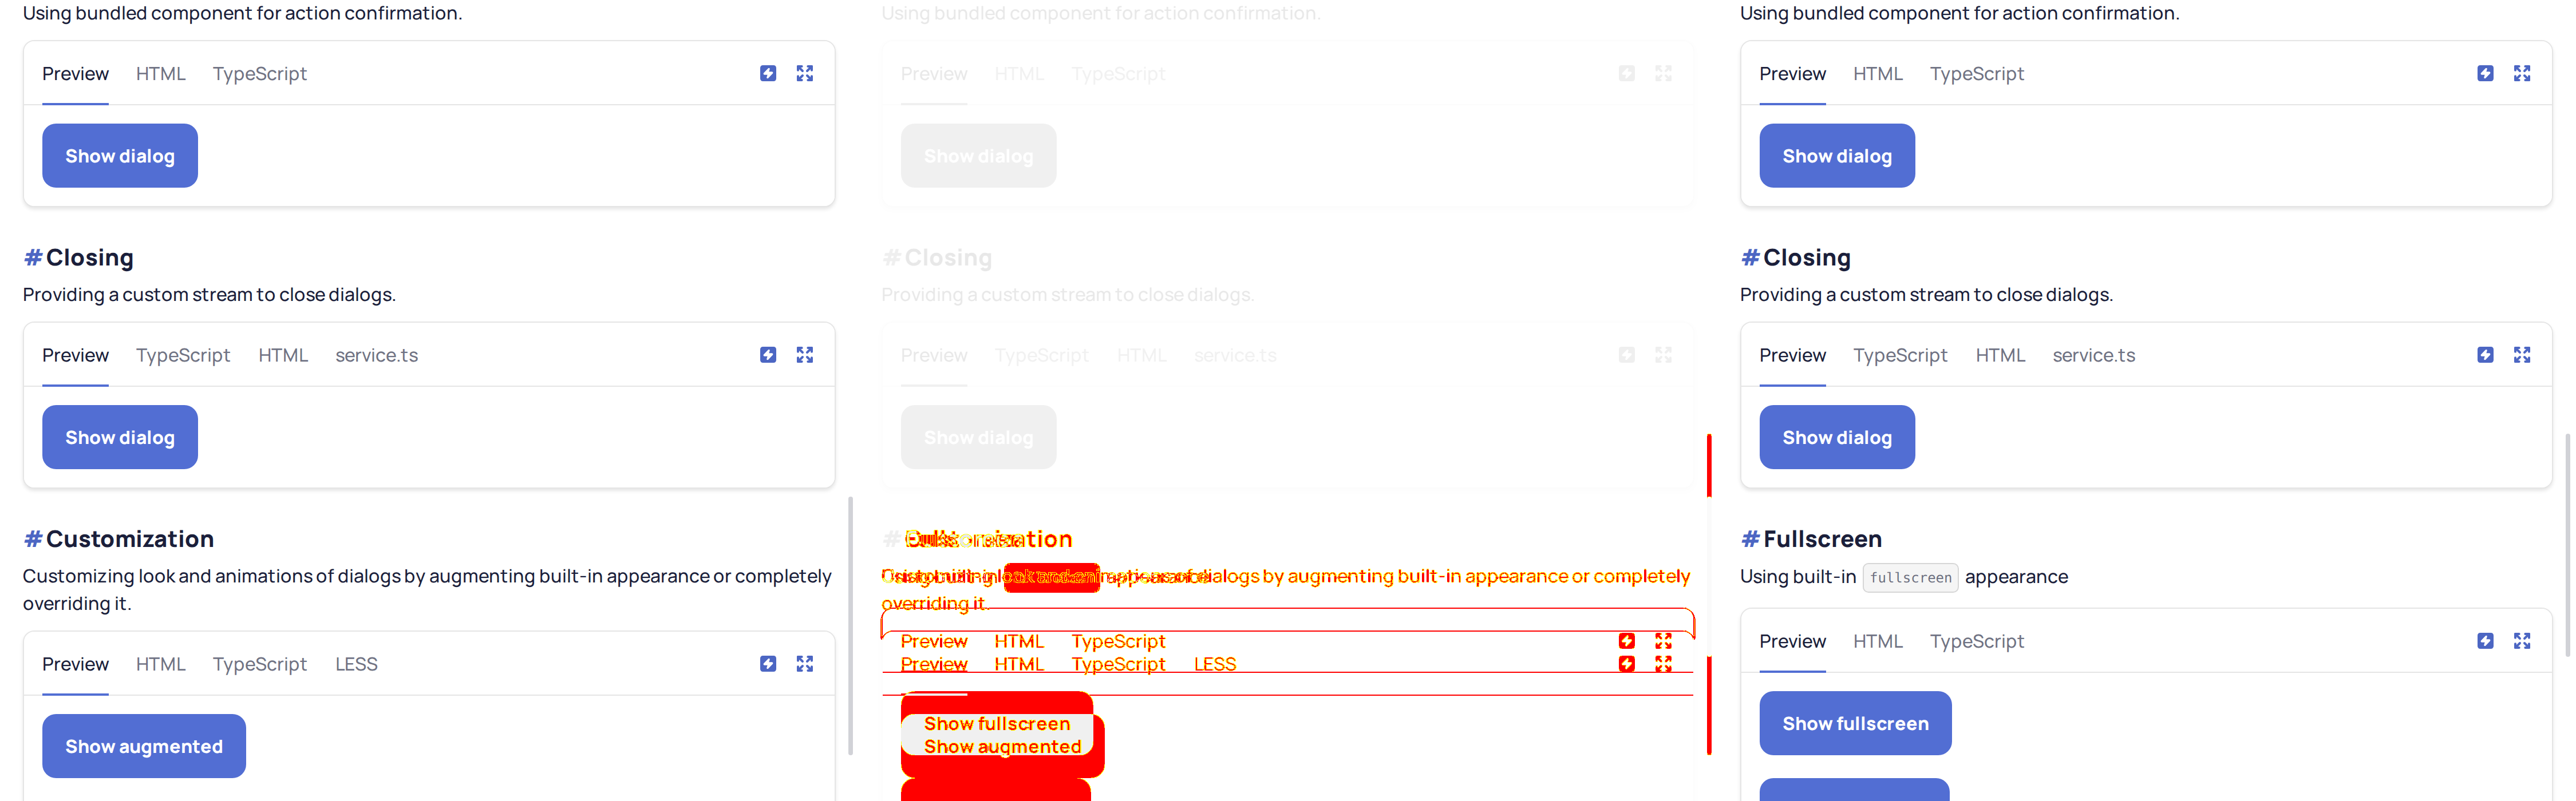 Using bundled component for action confirmation.
Preview HTML TypeScript
Show dialog
#Closing
Providing a custom stream to close dialogs.
Preview TypeScript HTML service.ts
Show dialog
#Customization
Customizing look and animations of dialogs by augmenting built-in appearance or completely
overriding it.
Preview HTML TypeScript LESS
Show augmented
Using bundled component for action confirmation.
Preview HTML TypeScript
Show dialog
#Closing
Providing a custom stream to close dialogs.
Preview TypeScript HTML service.ts
Show dialog
#
dialogs by augmenting built-in appearance or completely
overriding it.
Preview HTML TypeScript
Preview HTML TypeScript LESS
Show fullscreen
Show augmented
Using bundled component for action confirmation.
Preview HTML TypeScript
Show dialog
#Closing
Providing a custom stream to close dialogs.
Preview TypeScript HTML service.ts
Show dialog
#Fullscreen
Using built-in fullscreen appearance
Preview HTML TypeScript
Show fullscreen